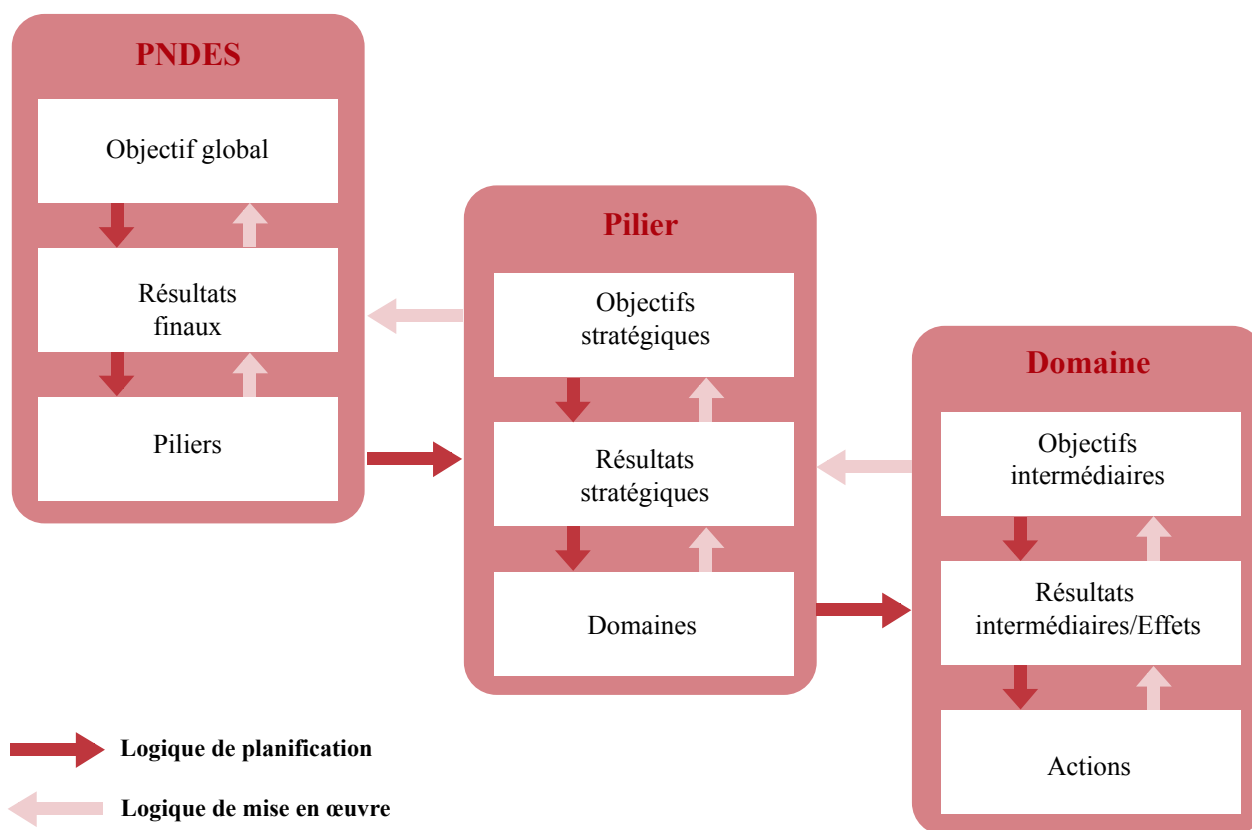 PNDES
Objectif global
Résultats
finaux
Piliers
Pilier
Objectifs
stratégiques
Résultats
stratégiques
Domaines
Domaine
Objectifs
intermédiaires
Résultats
intermédiaires/Effets
Actions
Logique de planification
Logique de mise en œuvre